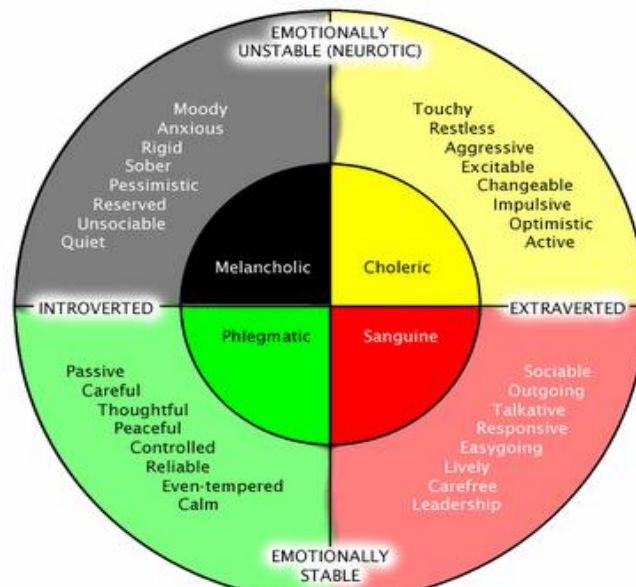 EMOTIONALLY
UNSTABLE (NEUROTIC)
Moody
Anxious
Rigid
Sober
Pessimistic
Reserved
Unsociable
Quiet
Touchy
Restless
Aggressive
Excitable
Changeable
Impulsive
Optimistic
Active
Melancholic
Choleric
INTROVERTED
EXTRAVERTED
Phlegmatic
Sanguine
Passive
Careful
Thoughtful
Peaceful
Controlled
Reliable
Even-tempered
Calm
Sociable
Outgoing
Talkative
Responsive
Easygoing
Lively
Carefree
Leadership
EMOTIONALLY
STABLE